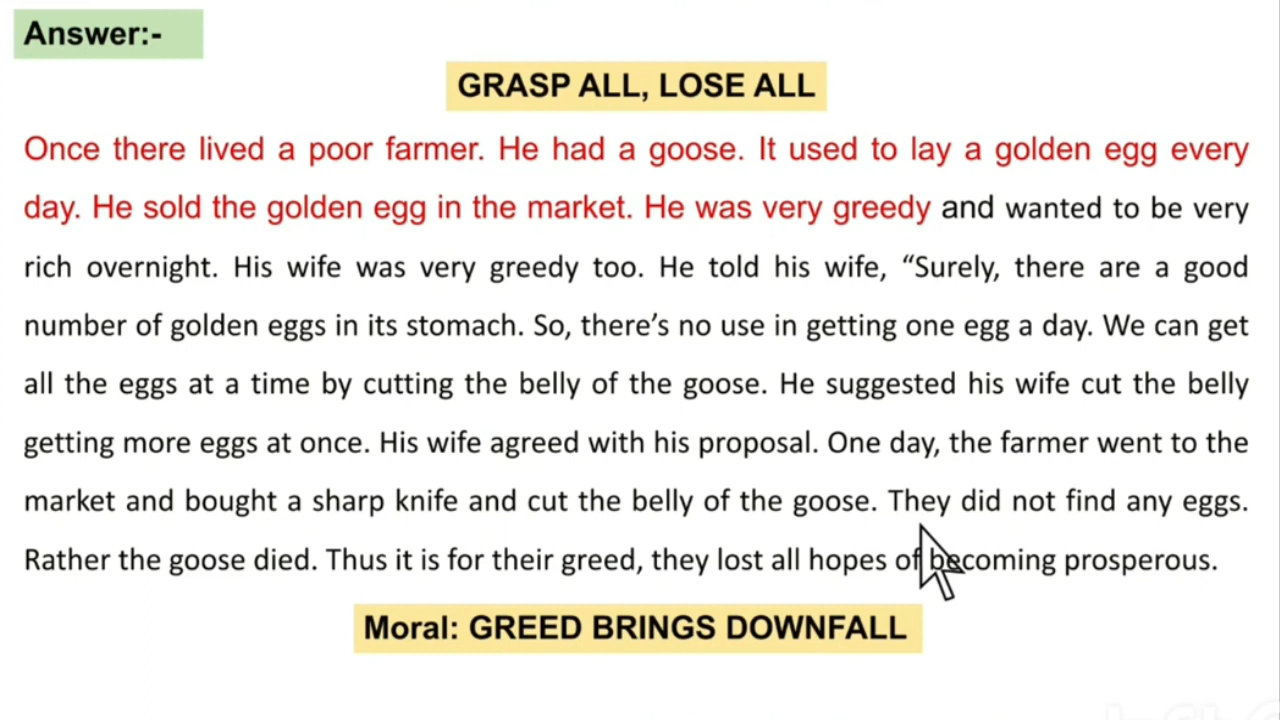 Answer:-
GRASP ALL, LOSE ALL
Once there lived a poor farmer. He had a goose. It used to lay a golden egg every
day. He sold the golden egg in the market. He was very greedy and wanted to be very
rich overnight. His wife was very greedy too. He told his wife, “Surely, there are a good
number of golden eggs in its stomach. So, there’s no use in getting one egg a day. We can get
all the eggs at a time by cutting the belly of the goose. He suggested his wife cut the belly
getting more eggs at once. His wife agreed with his proposal. One day, the farmer went to the
market and bought a sharp knife and cut the belly of the goose. They did not find any eggs.
Rather the goose died. Thus it is for their greed, they lost all hopes of becoming prosperous.
Moral: GREED BRINGS DOWNFALL